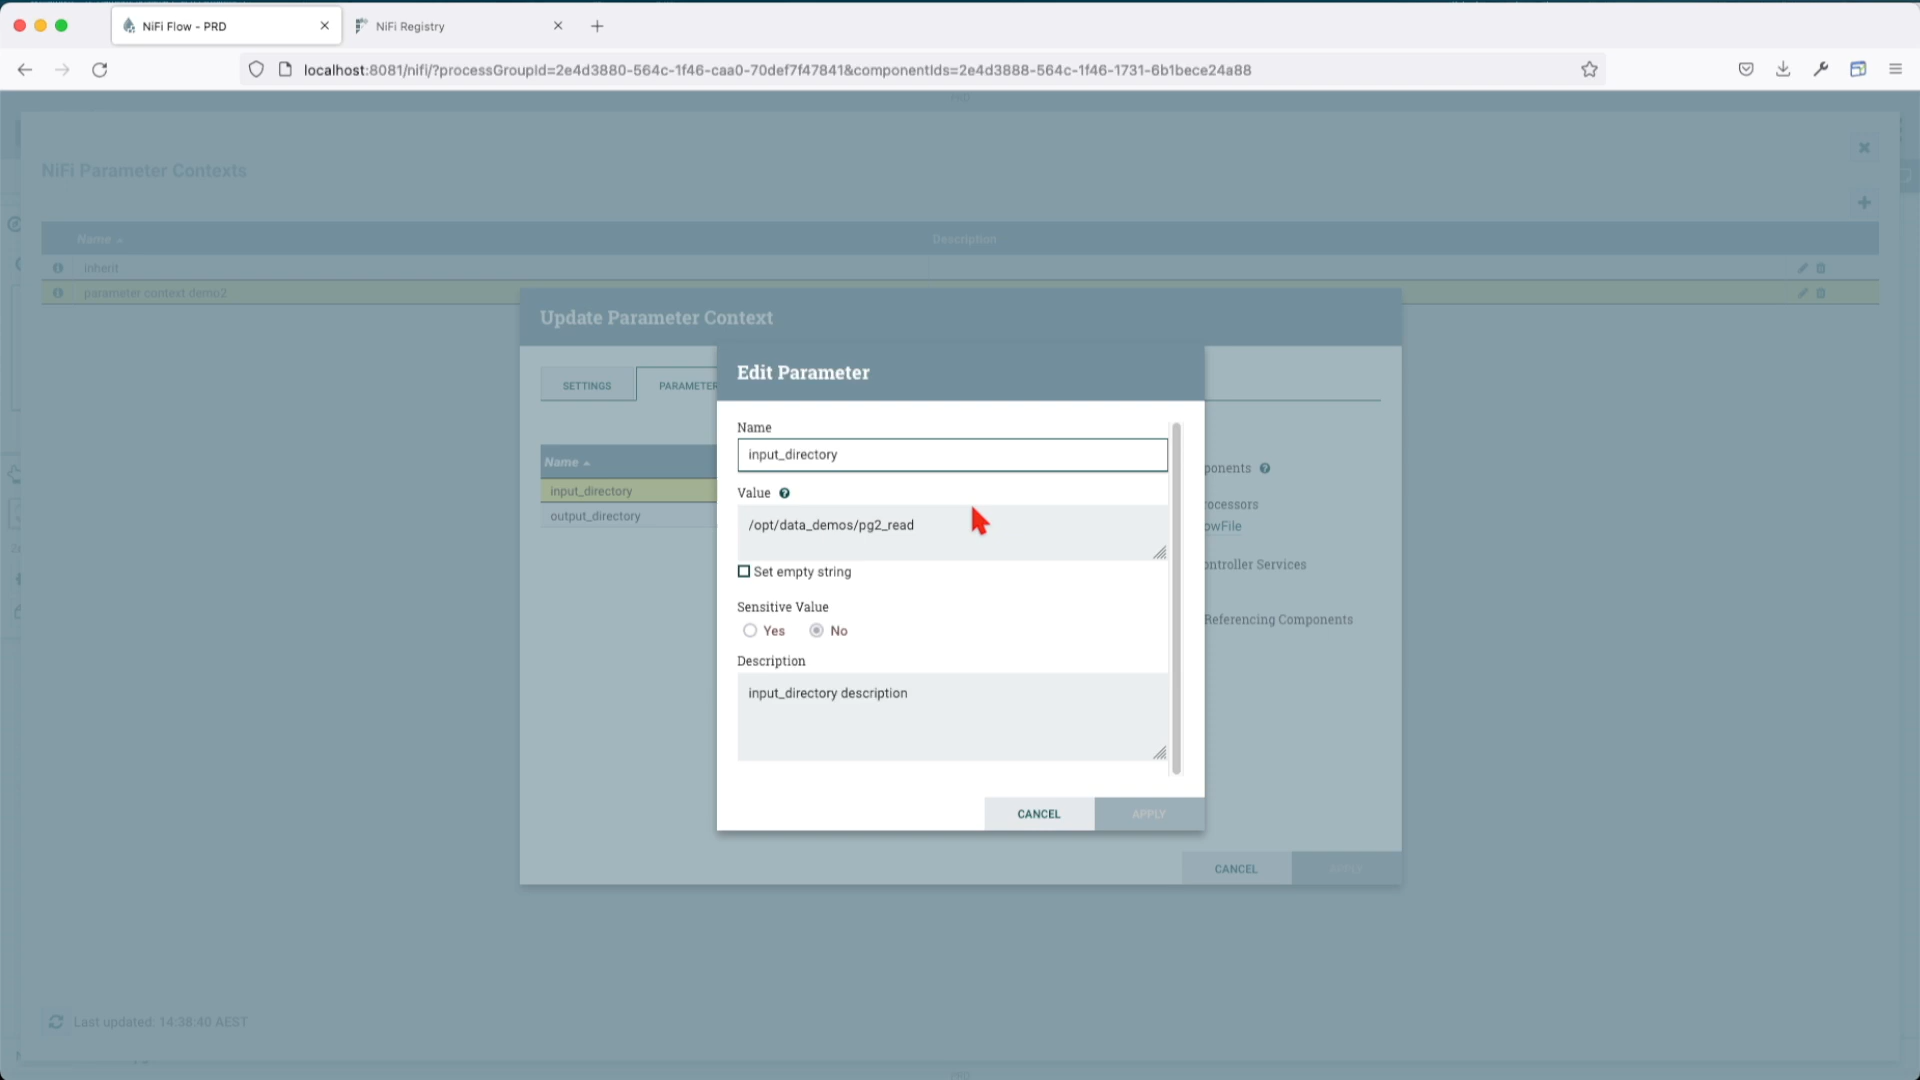 NiFi Flow - PRD
NiFi Registry
localhost:8081/nifi/?processGroupId=2e4d3880-564c-1f46-caa0-70def7f47841&componentIds=2e4d3888-564c-1f46-1731-6b1bece24a88
NiFi Parameter Contexts
Name
Description
inherit
parameter context demo2
Update Parameter Context
SETTINGS
PARAMETER
Name
input_directory
output_directory
ponents
rocessors
owFile
ontroller Services
Referencing Components
Edit Parameter
Name
input_directory
Value
/opt/data_demos/pg2_read
Set empty string
Sensitive Value
Yes
No
Description
input_directory description
CANCEL
APPLY
CANCEL
APPLY
Last updated: 14:38:40 AEST